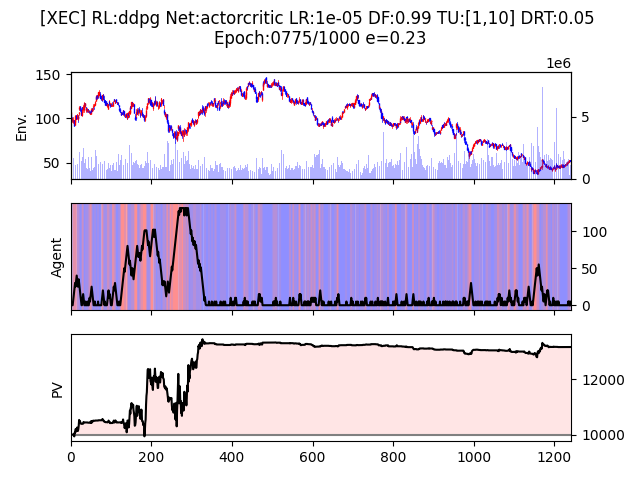 [XEC] RL:ddpg Net:actorcritic LR:1e-05 DF:0.99 TU:[1,10] DRT:0.05
Epoch:0775/1000 e=0.23
1e6
150
100
50
Env.
5
0
Agent
100
50
0
PV
12000
10000
0
200
400
600
800
1000
1200